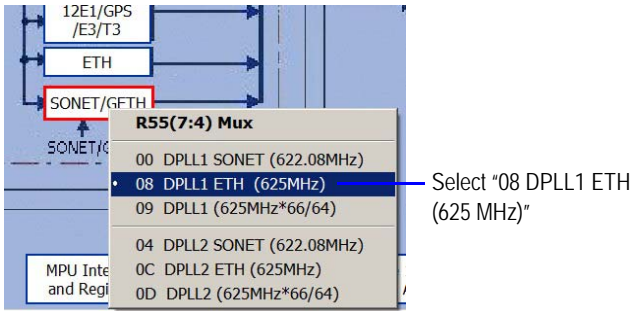 12E1/GPS
/E3/T3
ETH
SONET/GETH
SONET/G
R55(7:4) Mux
00 DPLL1 SONET (622.08MHz)
08 DPLL1 ETH (625MHz)
09 DPLL1 (625MHz*66/64)
04 DPLL2 SONET (622.08MHz)
0C DPLL2 ETH (625MHz)
0D DPLL2 (625MHz*66/64)
MPU Inte
and Regi
Select “08 DPLL1 ETH
(625 MHz)”